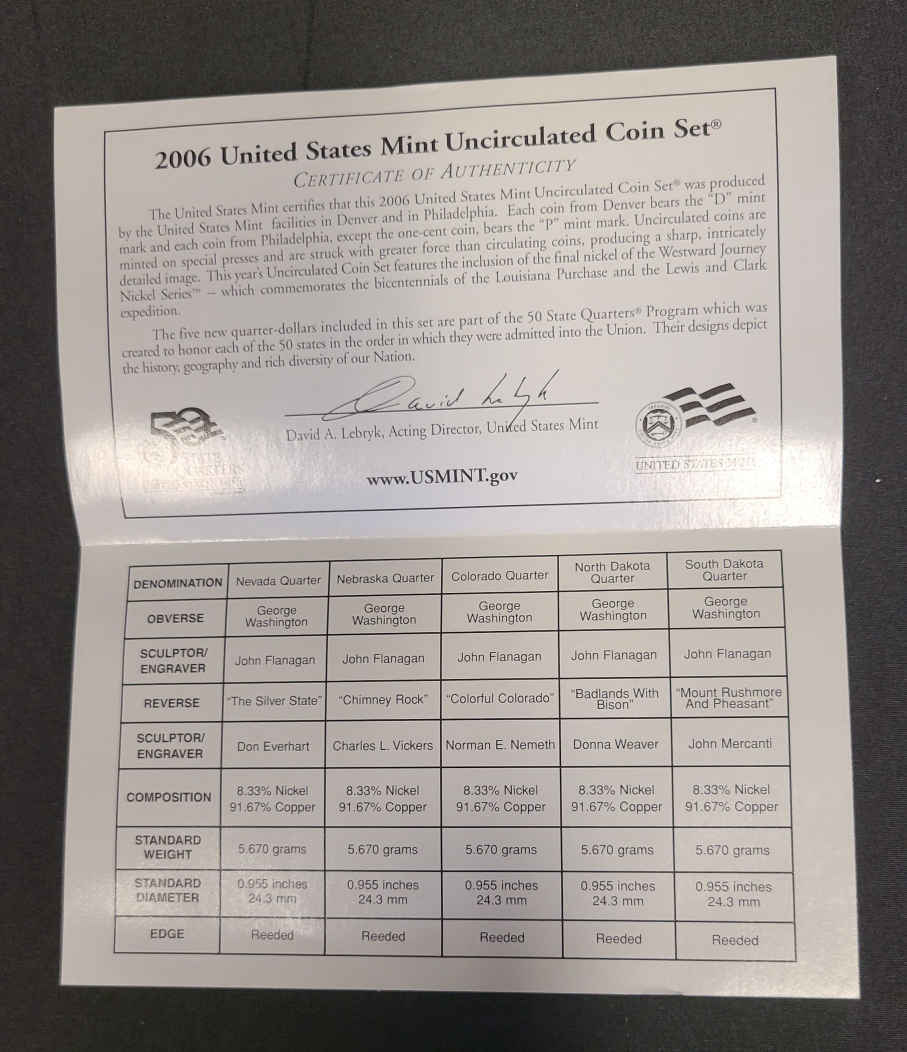 2006 United States Mint Uncirculated Coin Set®
CERTIFICATE OF AUTHENTICITY
The United States Mint certifies that this 2006 United States Mint Uncirculated Coin Set® was produced
by the United States Mint facilities in Denver and in Philadelphia. Each coin from Denver bears the "D" mint
mark and each coin from Philadelphia, except the one-cent coin, bears the "P" mint mark. Uncirculated coins are
minted on special presses and are struck with greater force than circulating coins, producing a sharp, intricately
detailed image. This year's Uncirculated Coin Set features the inclusion of the final nickel of the Westward Journey
Nickel Series™ – which commemorates the bicentennials of the Louisiana Purchase and the Lewis and Clark
expedition.
The five new quarter-dollars included in this set are part of the 50 State Quarters® Program which was
created to honor each of the 50 states in the order in which they were admitted into the Union. Their designs depict
the history, geography and rich diversity of our Nation.
David A. Lebryk, Acting Director, United States Mint
50
STATE
QUARTERS
UNITED STATES MINT
www.USMINT.gov
DENOMINATION Nevada Quarter Nebraska Quarter Colorado Quarter North Dakota Quarter South Dakota Quarter
OBVERSE George Washington George Washington George Washington George Washington George Washington
SCULPTOR/ENGRAVER John Flanagan John Flanagan John Flanagan John Flanagan John Flanagan
REVERSE "The Silver State" "Chimney Rock" "Colorful Colorado" "Badlands With Bison" "Mount Rushmore And Pheasant"
SCULPTOR/ENGRAVER Don Everhart Charles L. Vickers Norman E. Nemeth Donna Weaver John Mercanti
COMPOSITION 8.33% Nickel 91.67% Copper 8.33% Nickel 91.67% Copper 8.33% Nickel 91.67% Copper 8.33% Nickel 91.67% Copper 8.33% Nickel 91.67% Copper
STANDARD WEIGHT 5.670 grams 5.670 grams 5.670 grams 5.670 grams 5.670 grams
STANDARD DIAMETER 0.955 inches 24.3 mm 0.955 inches 24.3 mm 0.955 inches 24.3 mm 0.955 inches 24.3 mm 0.955 inches 24.3 mm
EDGE Reeded Reeded Reeded Reeded Reeded